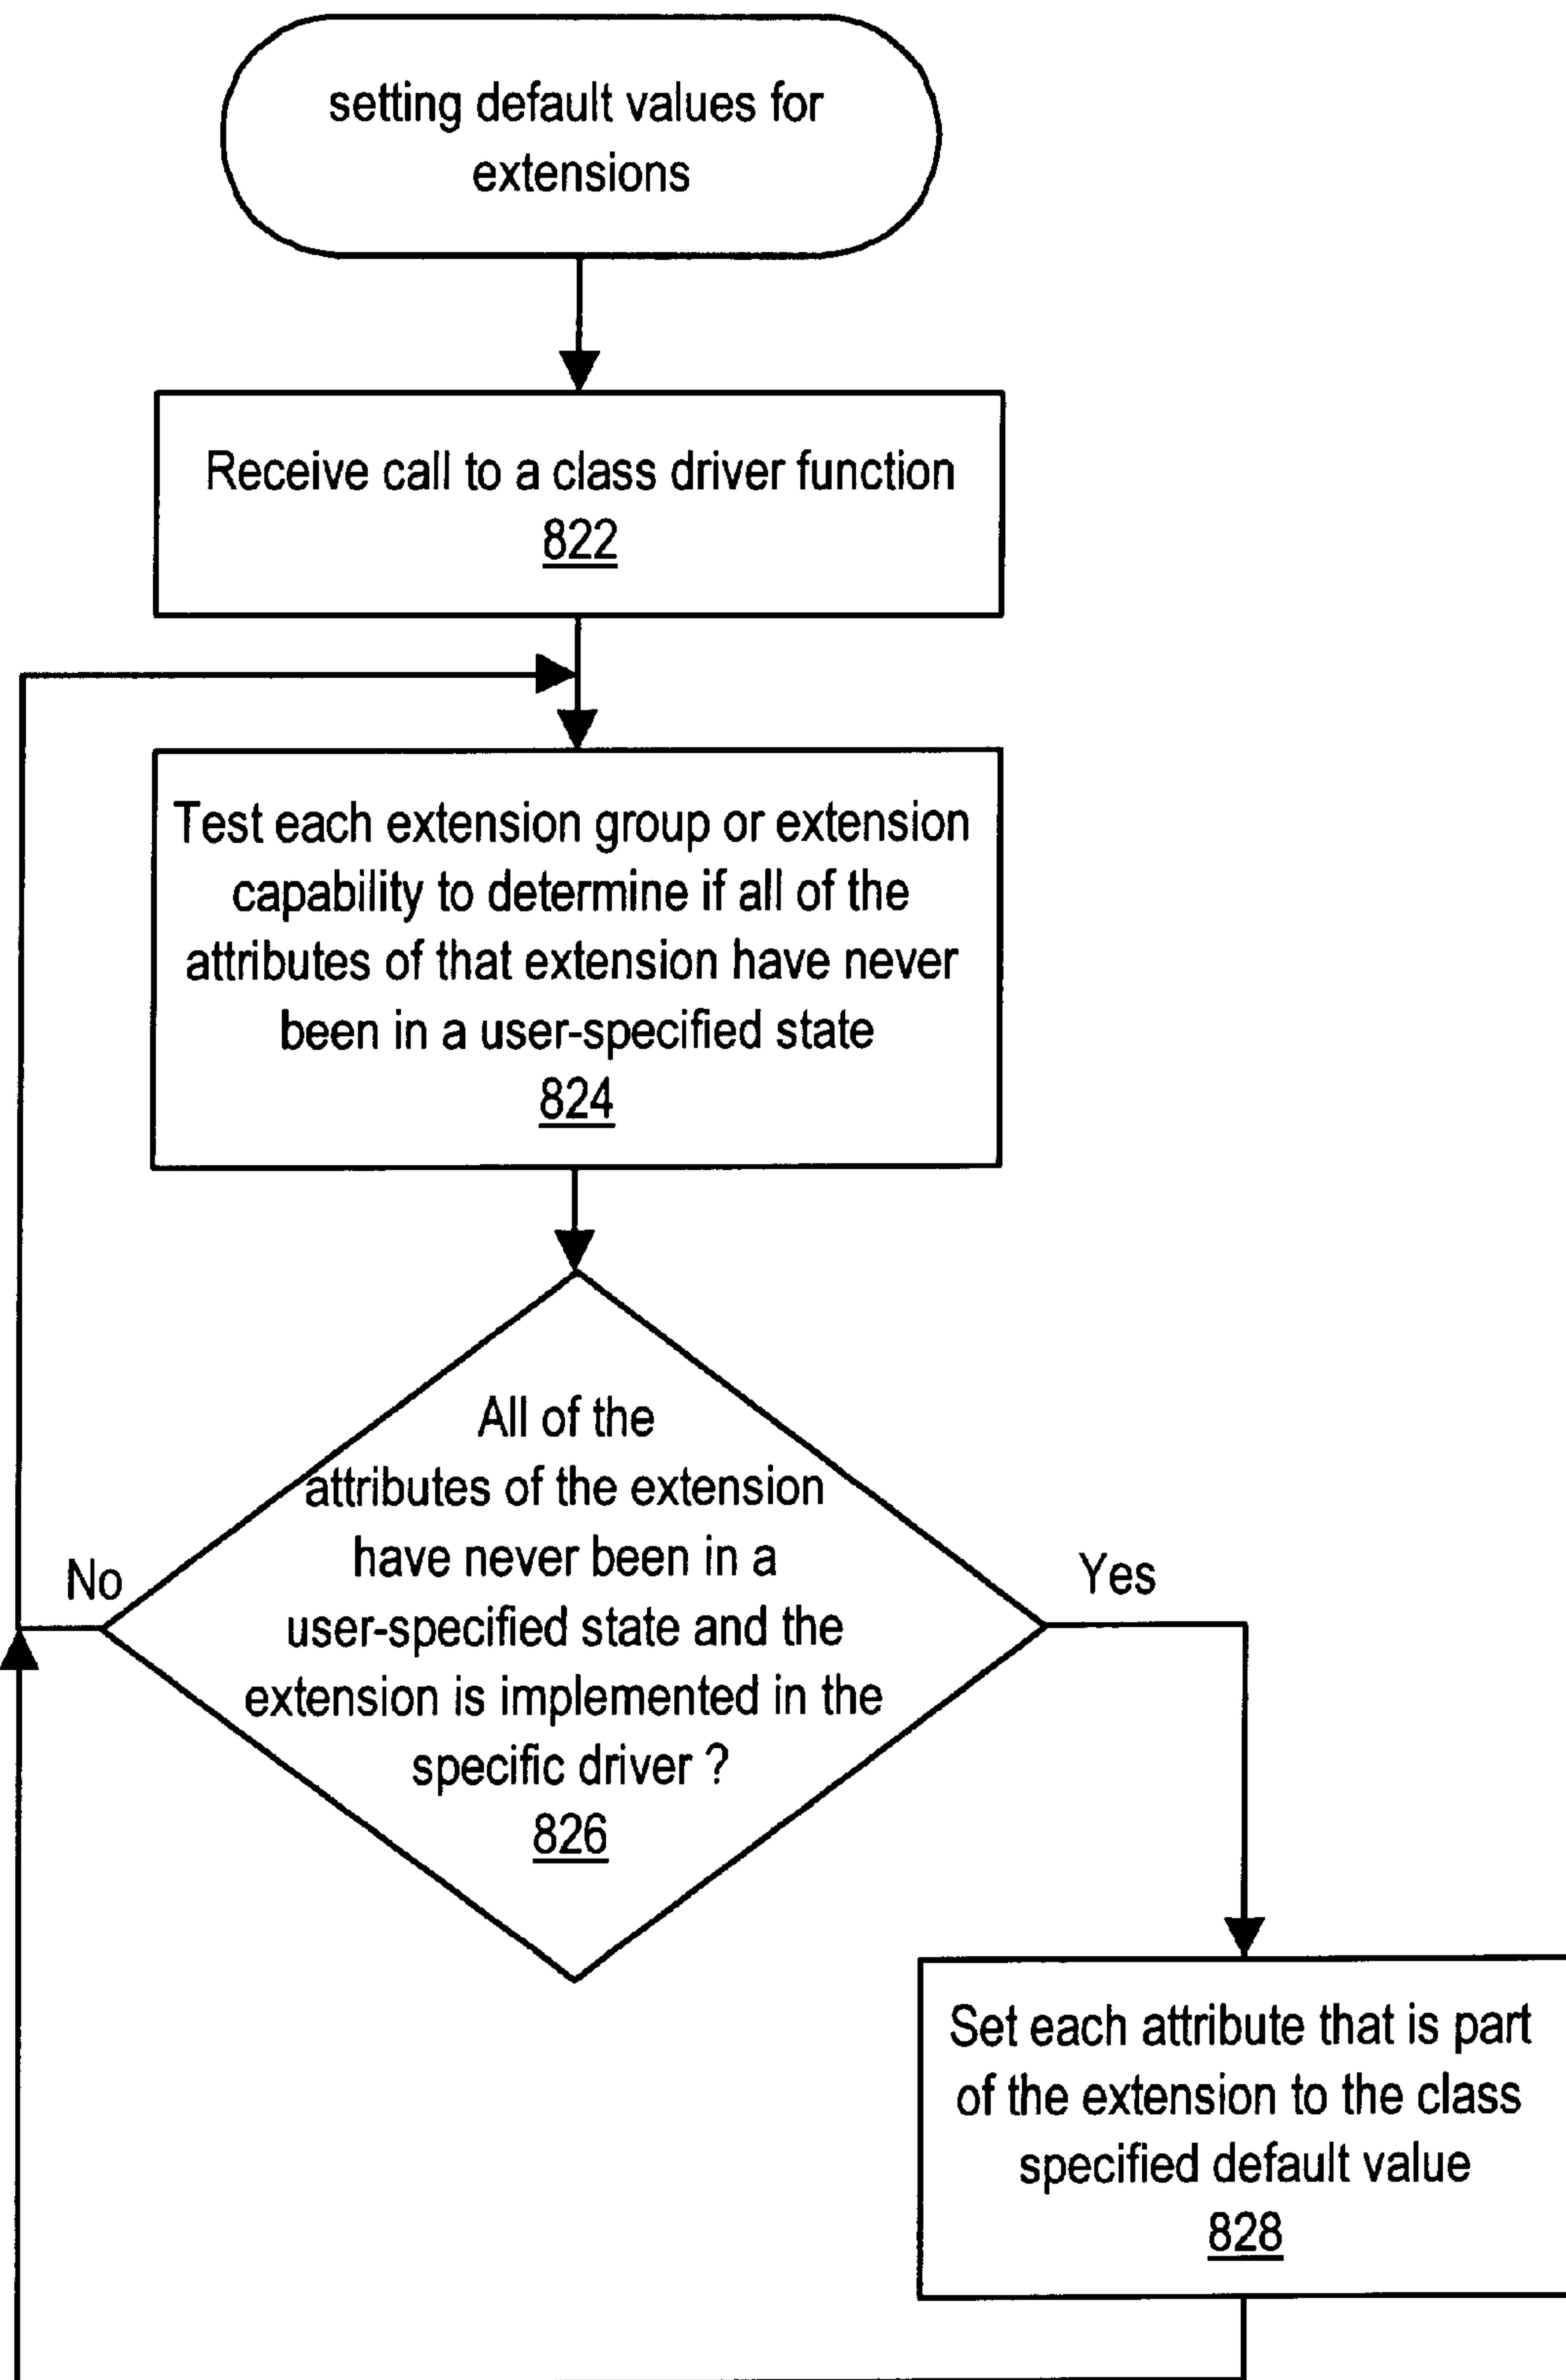 setting default values for
extensions
Receive call to a class driver function
822
Test each extension group or extension
capability to determine if all of the
attributes of that extension have never
been in a user-specified state
824
All of the
attributes of the extension
have never been in a
user-specified state and the
extension is implemented in the
specific driver ?
826
No
Yes
Set each attribute that is part
of the extension to the class
specified default value
828